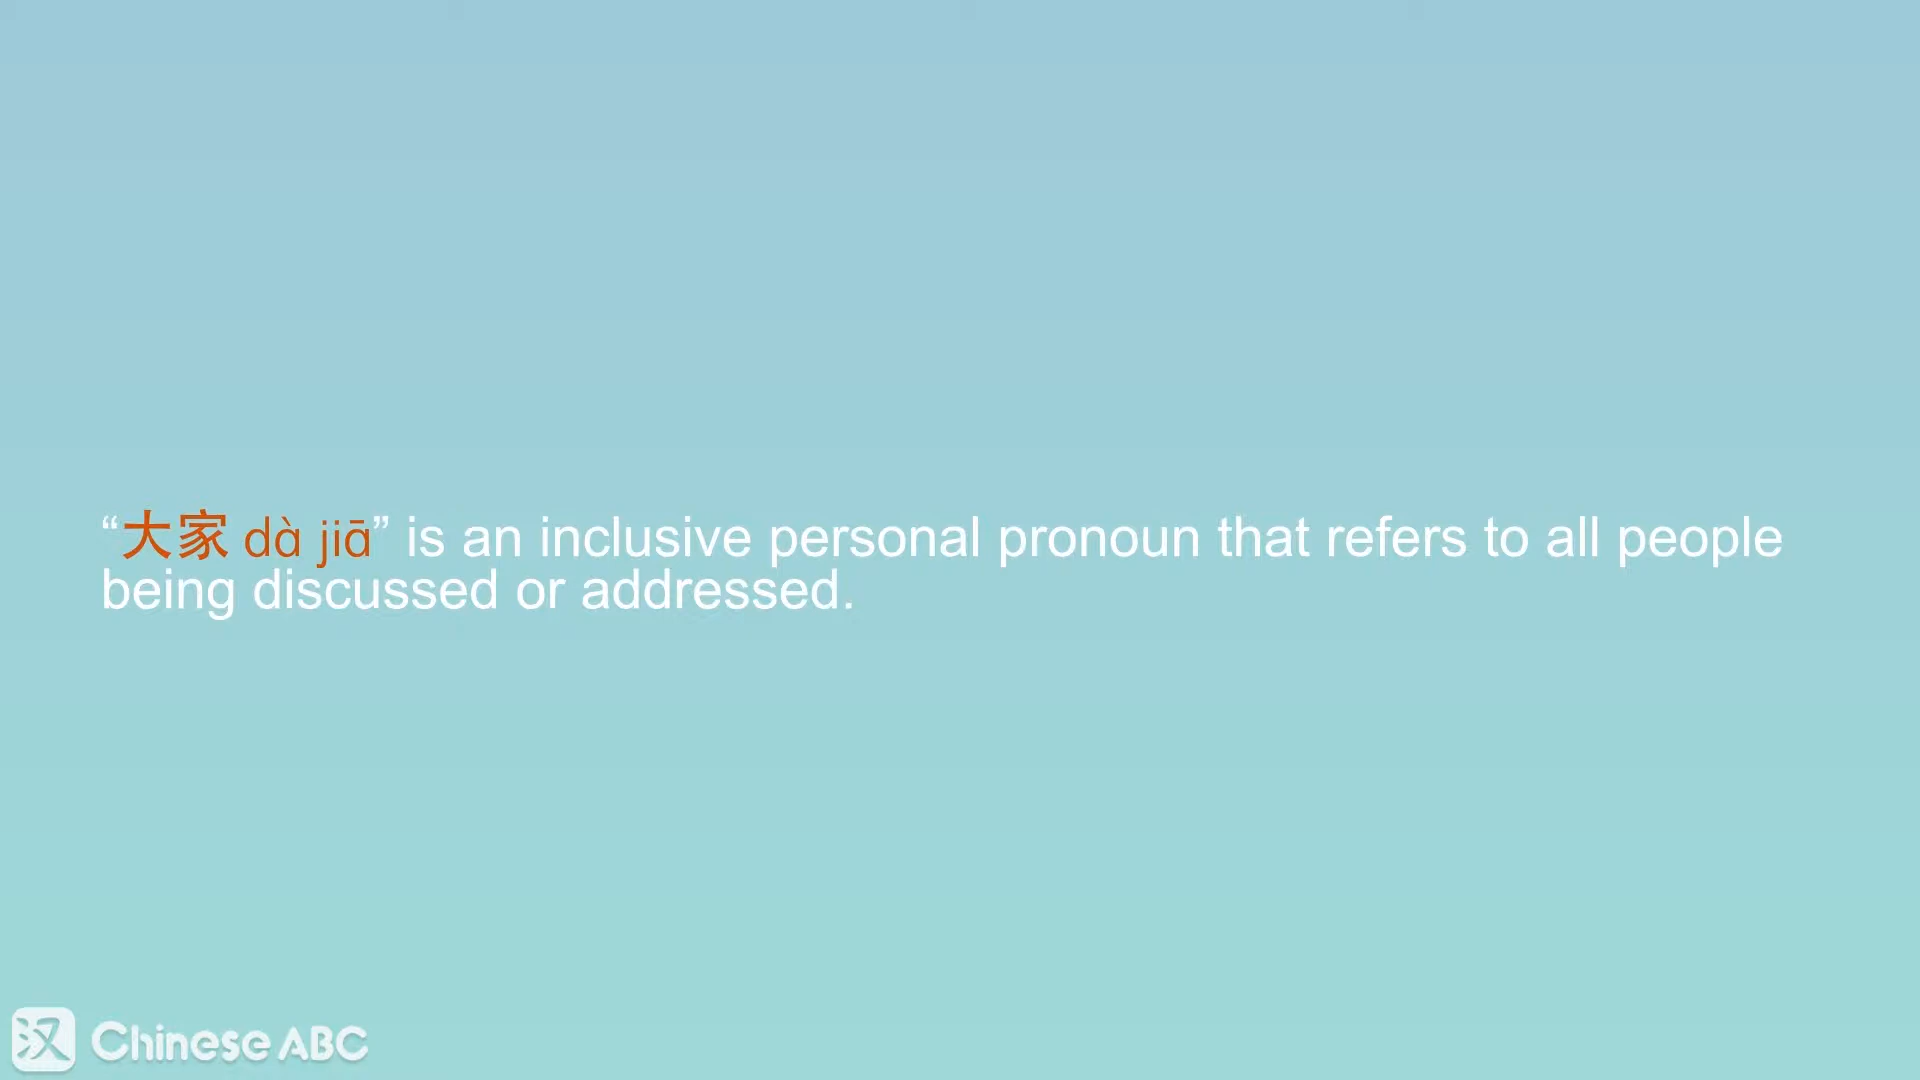 “大家 dà jiā” is an inclusive personal pronoun that refers to all people
being discussed or addressed.
汉 Chinese ABC